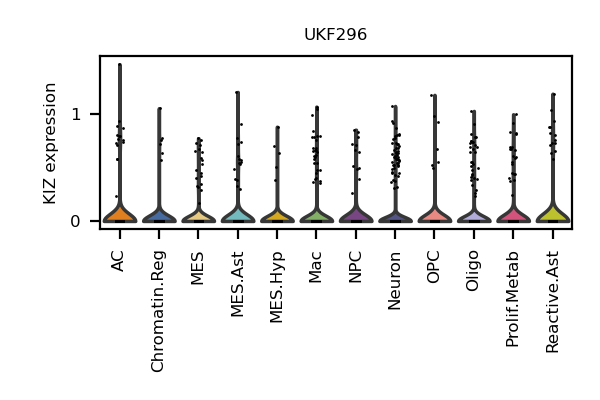 UKF296
KIZ expression
1
0
AC
Chromatin.Reg
MES
MES.Ast
MES.Hyp
Mac
NPC
Neuron
OPC
Oligo
Prolif.Metab
Reactive.Ast